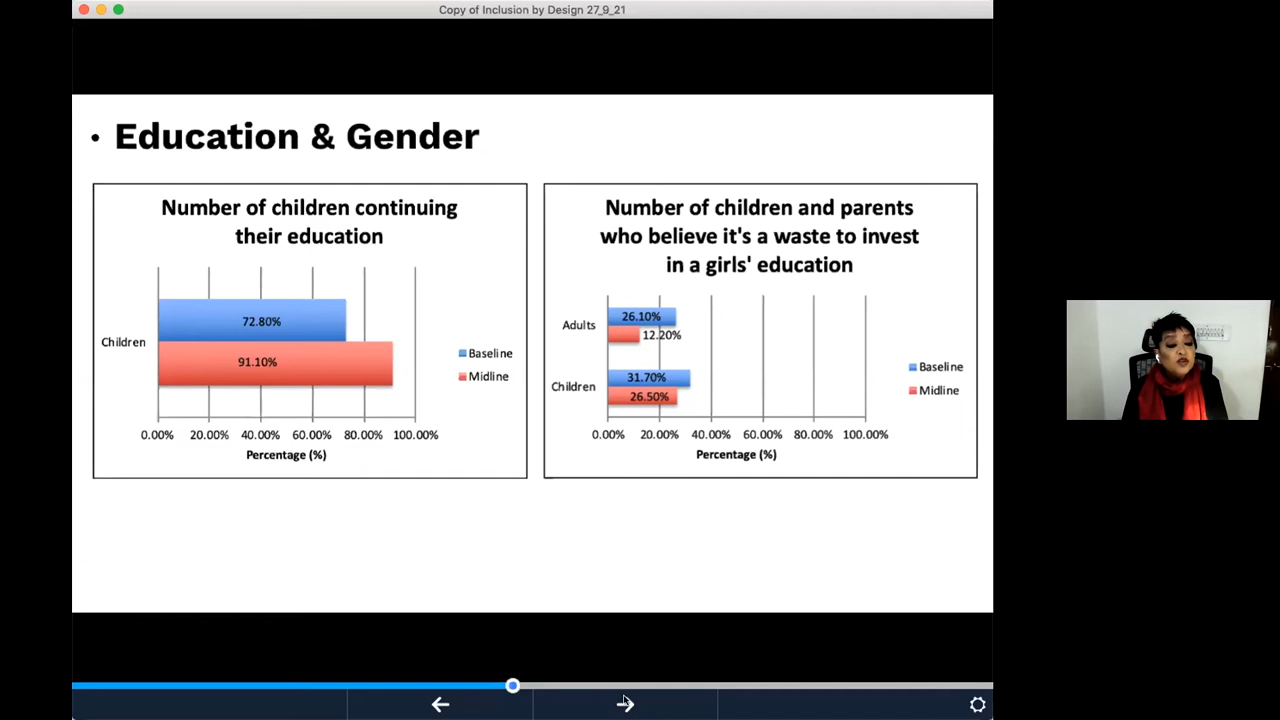 Copy of Inclusion by Design 27_9_21
• Education & Gender
Number of children continuing
their education
72.80%
Children
91.10%
Baseline
Midline
0.00% 20.00% 40.00% 60.00% 80.00% 100.00%
Percentage (%)
Number of children and parents
who believe it's a waste to invest
in a girls' education
26.10%
Adults
12.20%
31.70%
Children
26.50%
Baseline
Midline
0.00% 20.00% 40.00% 60.00% 80.00% 100.00%
Percentage (%)